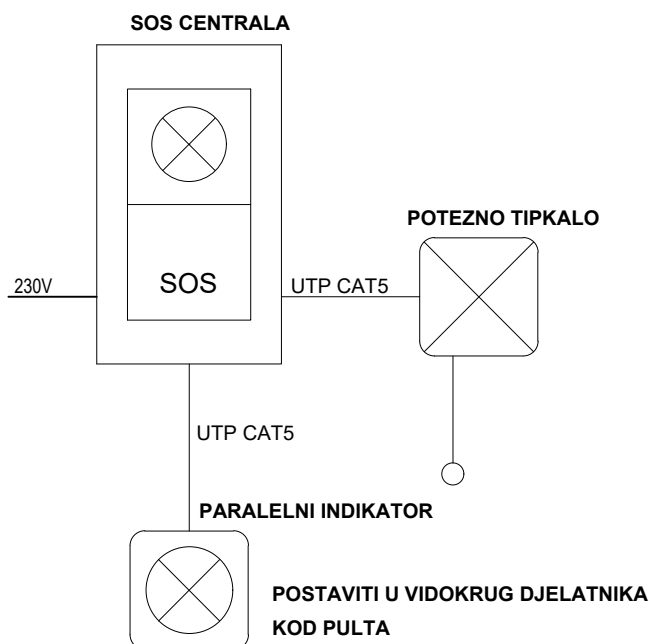 SOS CENTRALA
POTEZNO TIPKALO
230V
SOS
UTP CAT5
UTP CAT5
PARALELNI INDIKATOR
POSTAVITI U VIDOKRUG DJELATNIKA
KOD PULTA